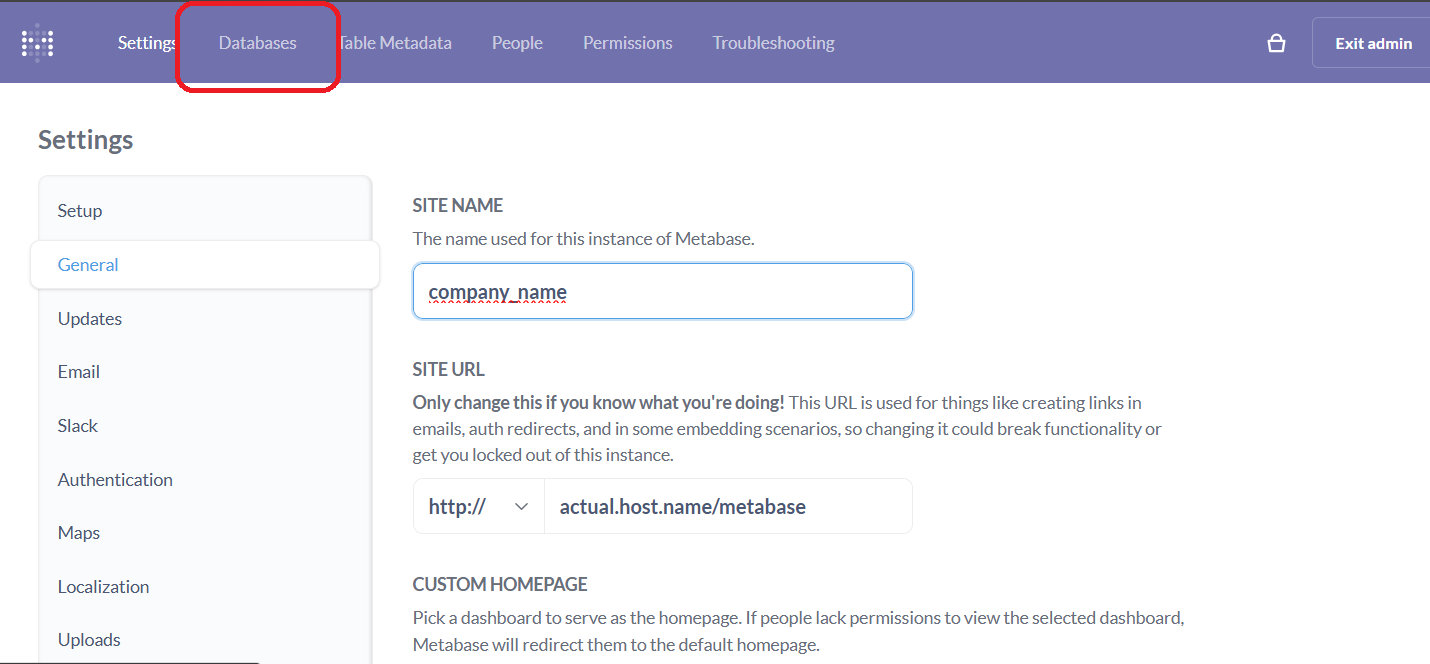 Settings Databases Table Metadata People Permissions Troubleshooting Exit admin
Settings
Setup
General
Updates
Email
Slack
Authentication
Maps
Localization
Uploads
SITE NAME
The name used for this instance of Metabase.
company_name
SITE URL
Only change this if you know what you're doing! This URL is used for things like creating links in
emails, auth redirects, and in some embedding scenarios, so changing it could break functionality or
get you locked out of this instance.
http:// actual.host.name/metabase
CUSTOM HOMEPAGE
Pick a dashboard to serve as the homepage. If people lack permissions to view the selected dashboard,
Metabase will redirect them to the default homepage.